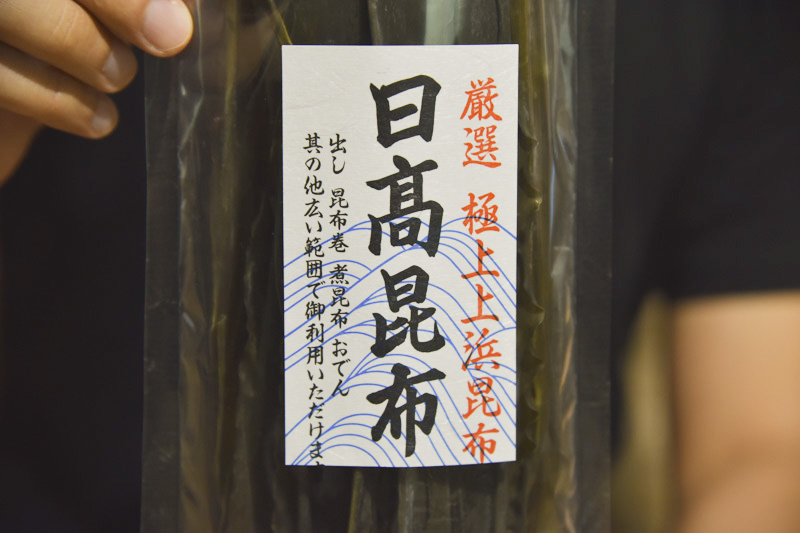 厳選 極上上浜昆布
日髙昆布
出し 昆布巻 煮昆布 おでん
其の他広い範囲で御利用いただけます